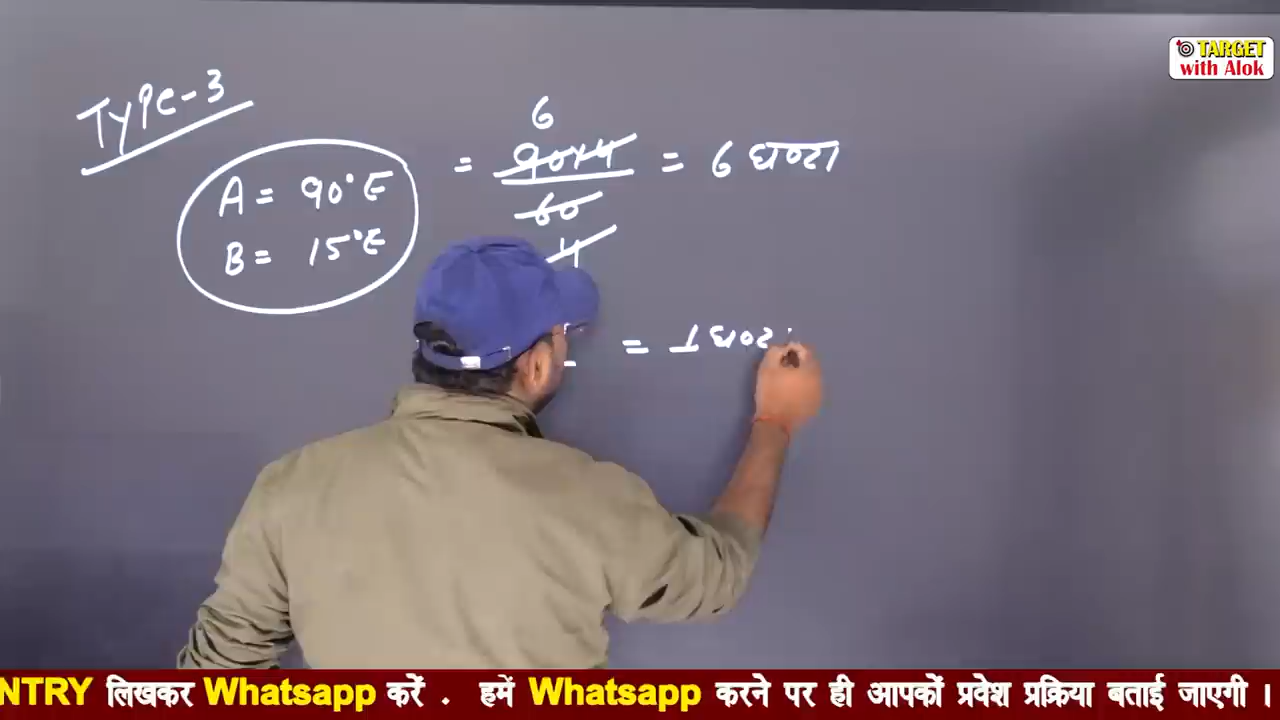 TARGET
with Alok
Type-3
A = 90°E
B = 15°E
6
= 90×4 = 6 घण्टा
60
4
= 1
NTRY लिखकर Whatsapp करें . हमें Whatsapp करने पर ही आपकों प्रवेश प्रक्रिया बताई जाएगी ।